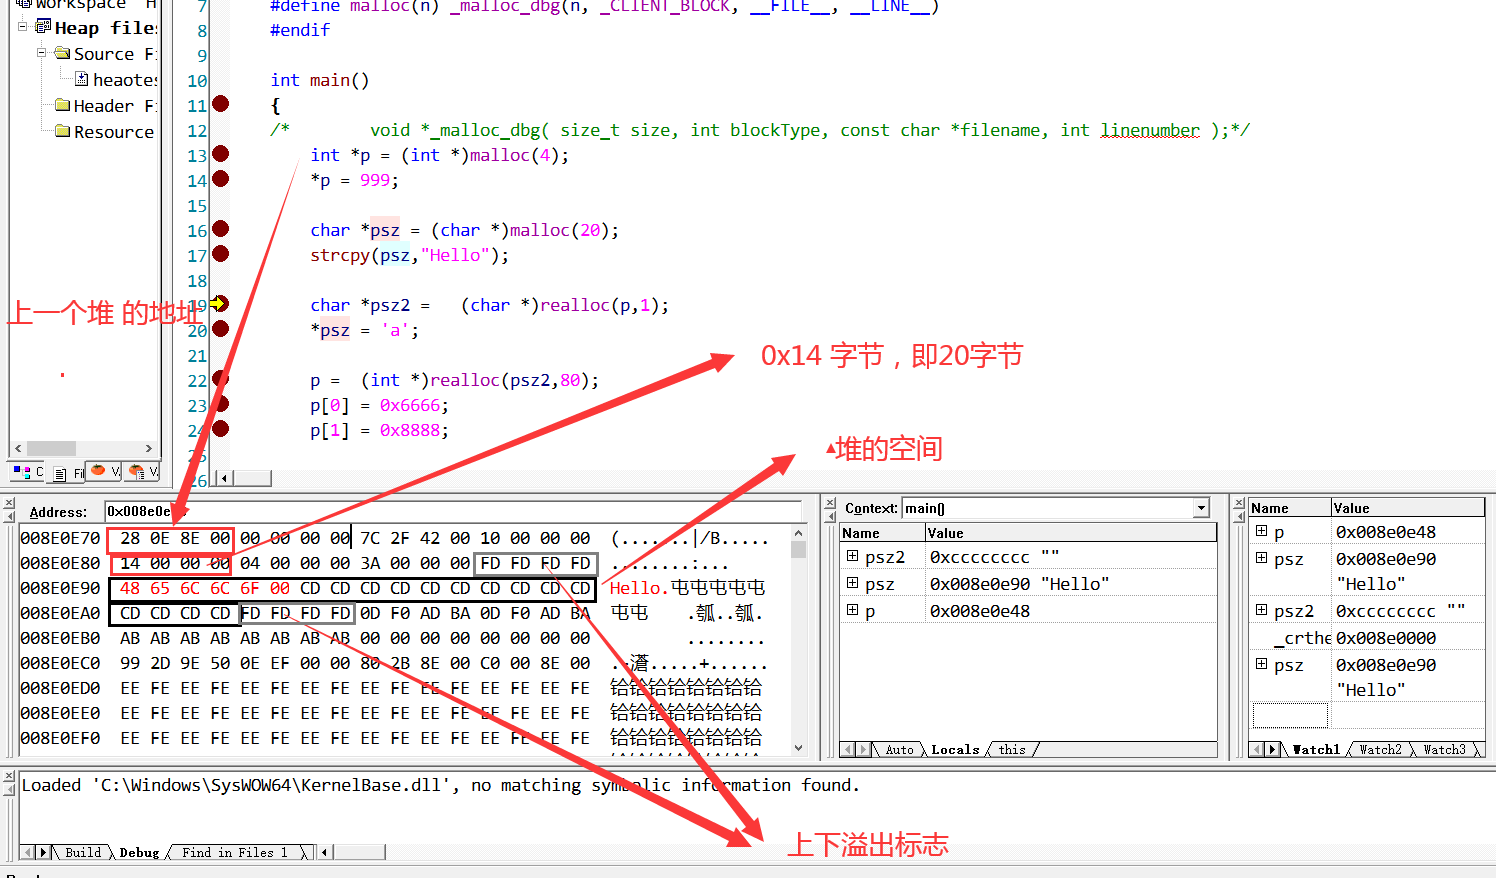 Workspace 'H
Heap files
Source Fi
heaotes
Header Fi
Resource
7 #define malloc(n) _malloc_dbg(n, _CLIENT_BLOCK, __FILE__, __LINE__)
8 #endif
9
10 int main()
11 {
12 /* void *_malloc_dbg( size_t size, int blockType, const char *filename, int linenumber );*/
13 int *p = (int *)malloc(4);
14 *p = 999;
15
16 char *psz = (char *)malloc(20);
17 strcpy(psz,"Hello");
18
19 char *psz2 = (char *)realloc(p,1);
20 *psz = 'a';
21
22 p = (int *)realloc(psz2,80);
23 p[0] = 0x6666;
24 p[1] = 0x8888;
25
26
上一个堆 的地址
0x14 字节，即20字节
堆的空间
上下溢出标志
C Fi V. V.
Address: 0x008e0e
008E0E70 28 0E 8E 00 00 00 00 00 7C 2F 42 00 10 00 00 00 (.......|/B.....
008E0E80 14 00 00 00 04 00 00 00 3A 00 00 00 FD FD FD FD ........:...
008E0E90 48 65 6C 6C 6F 00 CD CD CD CD CD CD CD CD CD CD Hello.屯屯屯屯屯
008E0EA0 CD CD CD CD FD FD FD FD 0D F0 AD BA 0D F0 AD BA 屯屯 .瓠..瓠.
008E0EB0 AB AB AB AB AB AB AB AB 00 00 00 00 00 00 00 00 ........
008E0EC0 99 2D 9E 50 0E EF 00 00 80 2B 8E 00 C0 00 8E 00 .....+......
008E0ED0 EE FE EE FE EE FE EE FE EE FE EE FE EE FE EE FE 铪铪铪铪铪铪铪铪
008E0EE0 EE FE EE FE EE FE EE FE EE FE EE FE EE FE EE FE 铪铪铪铪铪铪铪铪
008E0EF0 EE FE EE FE EE FE EE FE EE FE EE FE EE FE EE FE 铪铪铪铪铪铪铪铪
Context: main()
Name Value
psz2 0xcccccccc ""
psz 0x008e0e90 "Hello"
p 0x008e0e48
Auto Locals this
Name Value
p 0x008e0e48
psz 0x008e0e90
"Hello"
psz2 0xcccccccc ""
_crthe 0x008e0000
psz 0x008e0e90
"Hello"
Watch1 Watch2 Watch3
Loaded 'C:\Windows\SysWOW64\KernelBase.dll', no matching symbolic information found.
Build Debug Find in Files 1